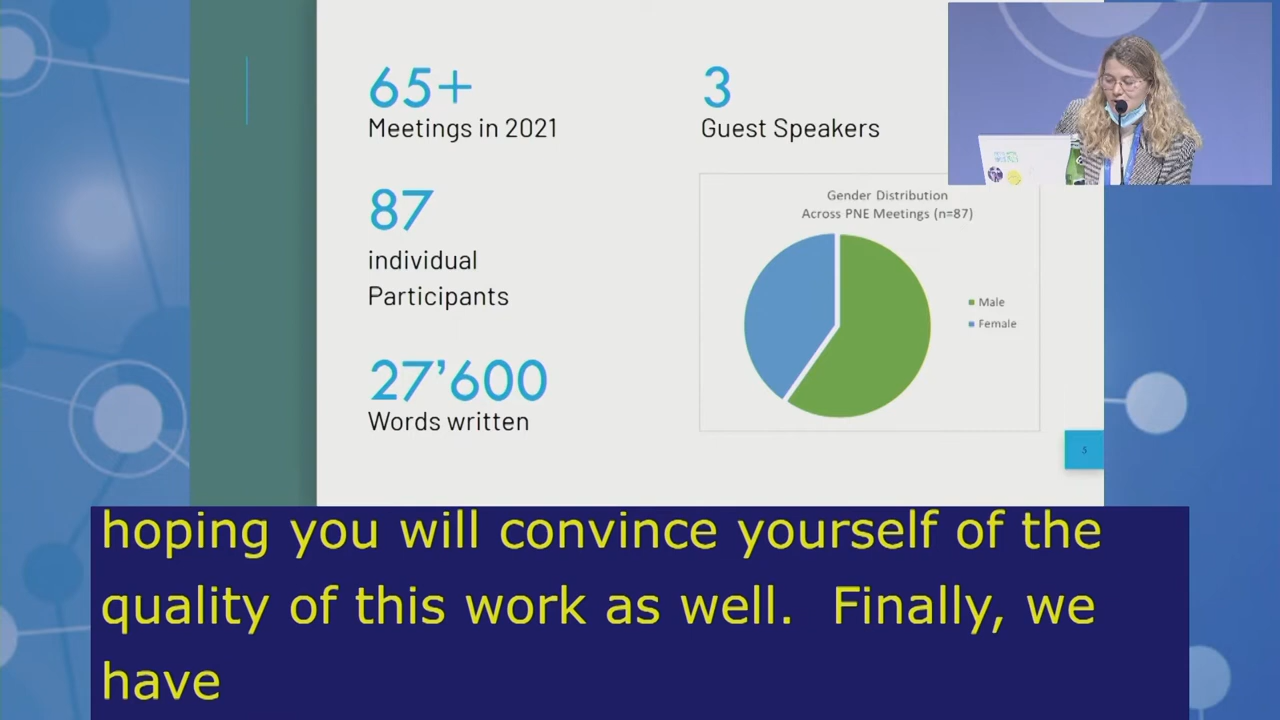 65+
Meetings in 2021
3
Guest Speakers
87
individual
Participants
27’600
Words written
Gender Distribution
Across PNE Meetings (n=87)
Male
Female
5
hoping you will convince yourself of the
quality of this work as well. Finally, we
have